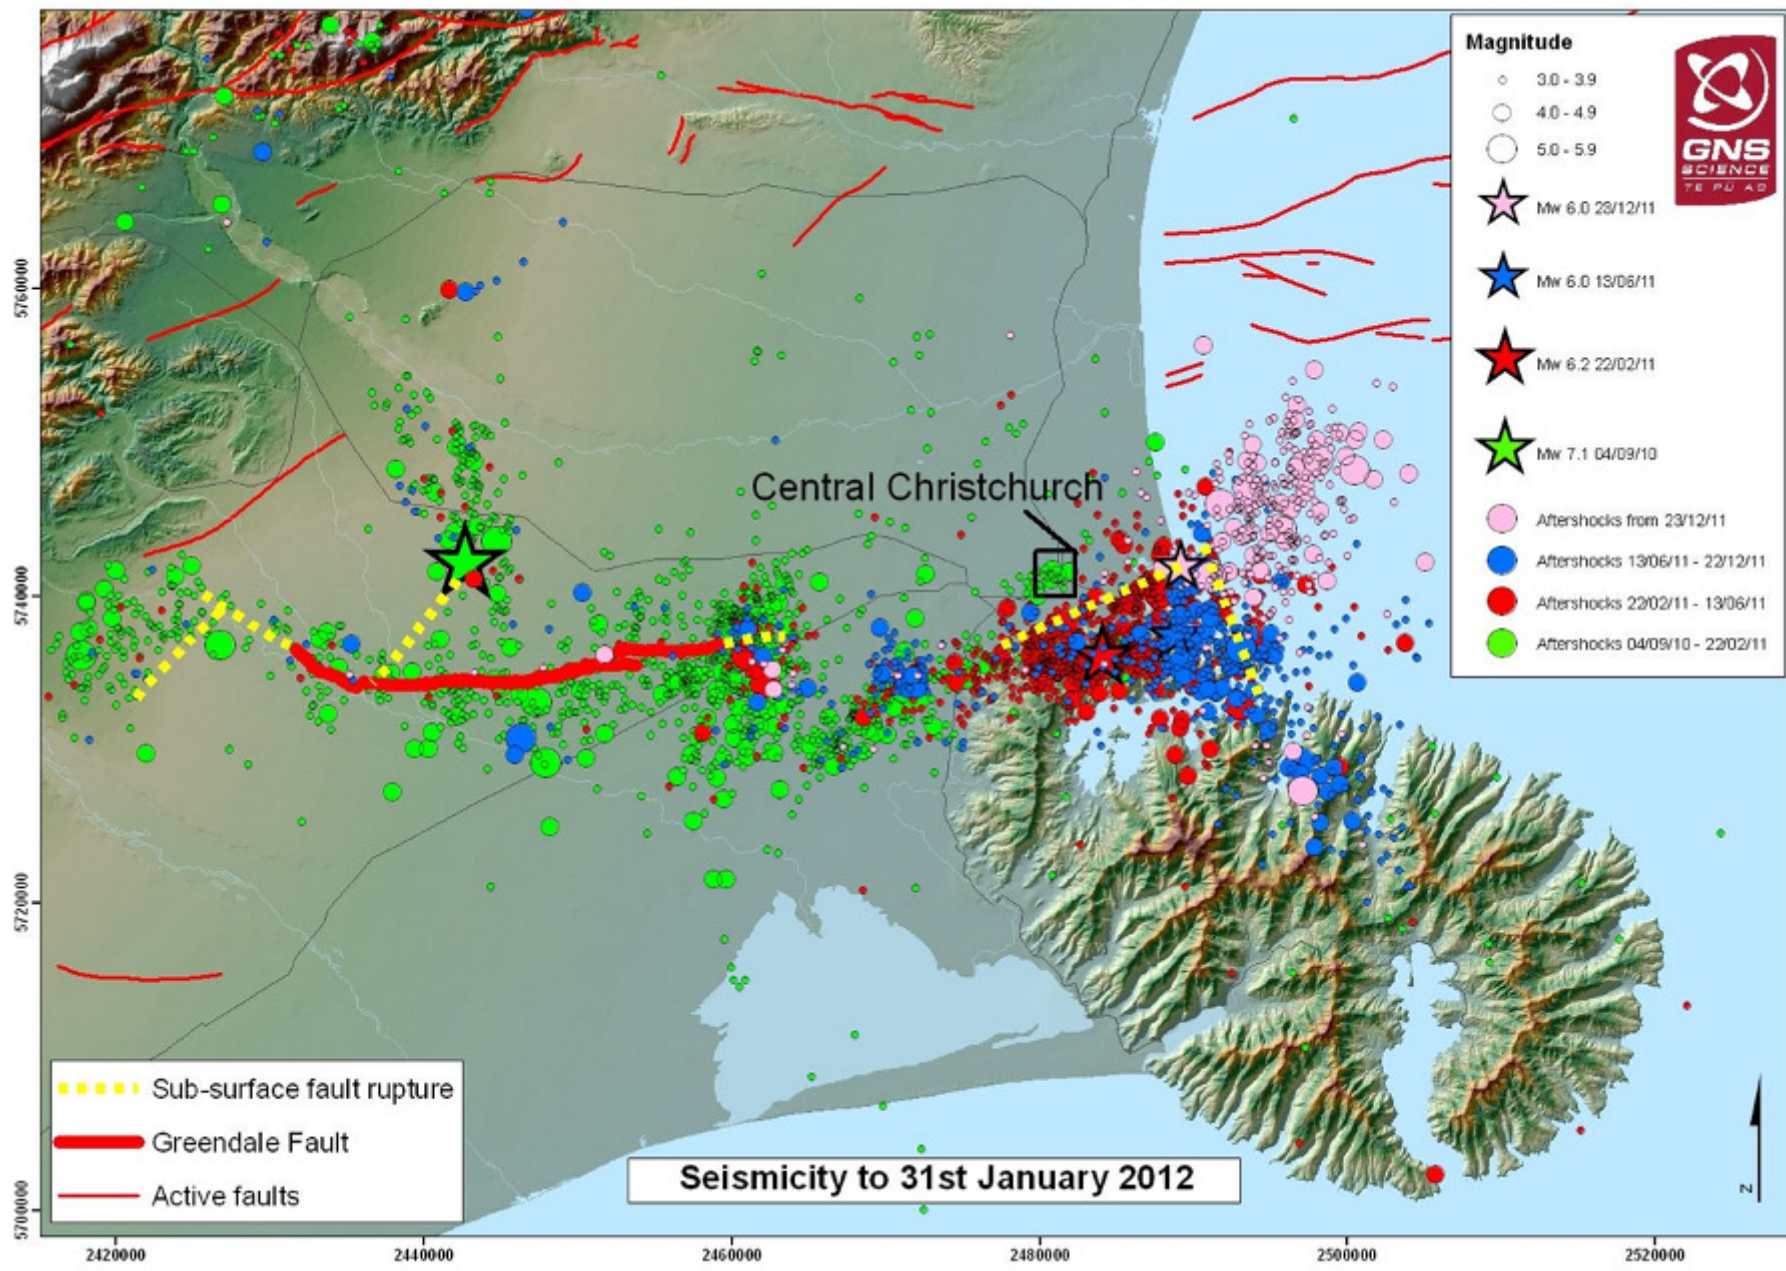 Magnitude
3.0 - 3.9
4.0 - 4.9
5.0 - 5.9
GNS
SCIENCE
TE PU AO
Mw 6.0 23/12/11
Mw 6.0 13/06/11
Mw 6.2 22/02/11
Mw 7.1 04/09/10
Aftershocks from 23/12/11
Aftershocks 13/06/11 - 22/12/11
Aftershocks 22/02/11 - 13/06/11
Aftershocks 04/09/10 - 22/02/11
Central Christchurch
5760000
5740000
5720000
5700000
Sub-surface fault rupture
Greendale Fault
Active faults
Seismicity to 31st January 2012
N
2420000
2440000
2460000
2480000
2500000
2520000